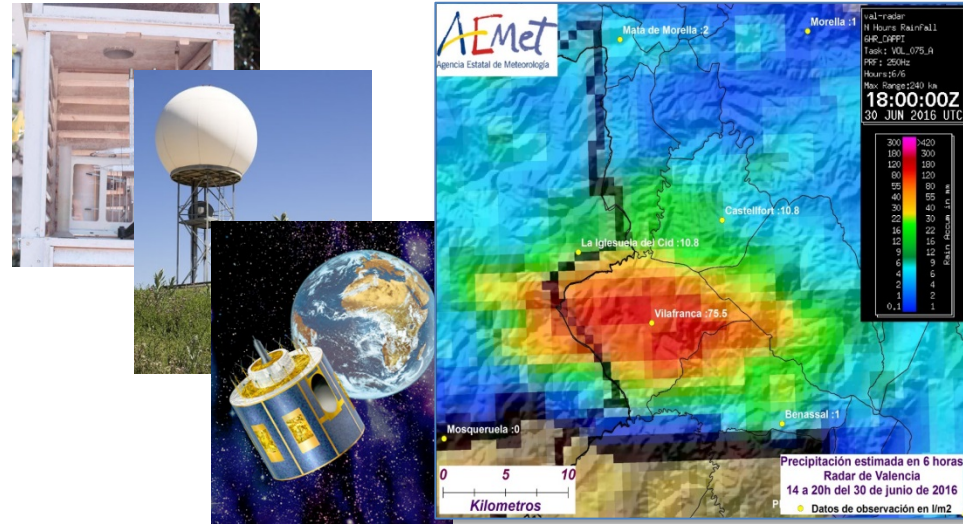 AEmet
Agencia Estatal de Meteorología
Mata de Morella :2
Morella :1
val-radar
N Hours Rainfall
6HR_CAPPI
Task: VOL_075_A
PRF: 250Hz
Hours:6/6
Max Range:240 km
18:00:00Z
30 JUN 2016 UTC
300 >420
180 300
120 180
80 120
55 80
40 55
30 40
22 30
16 22
12 16
9 12
6 9
4 6
2 4
1 2
0.1 1
Rain Accum in mm
Castellfort :10.8
La Iglesuela del Cid :10.8
Vilafranca :75.5
Benassal :1
Mosqueruela :0
0 5 10
Kilometros
Precipitación estimada en 6 horas
Radar de Valencia
14 a 20h del 30 de junio de 2016
Datos de observación en l/m2